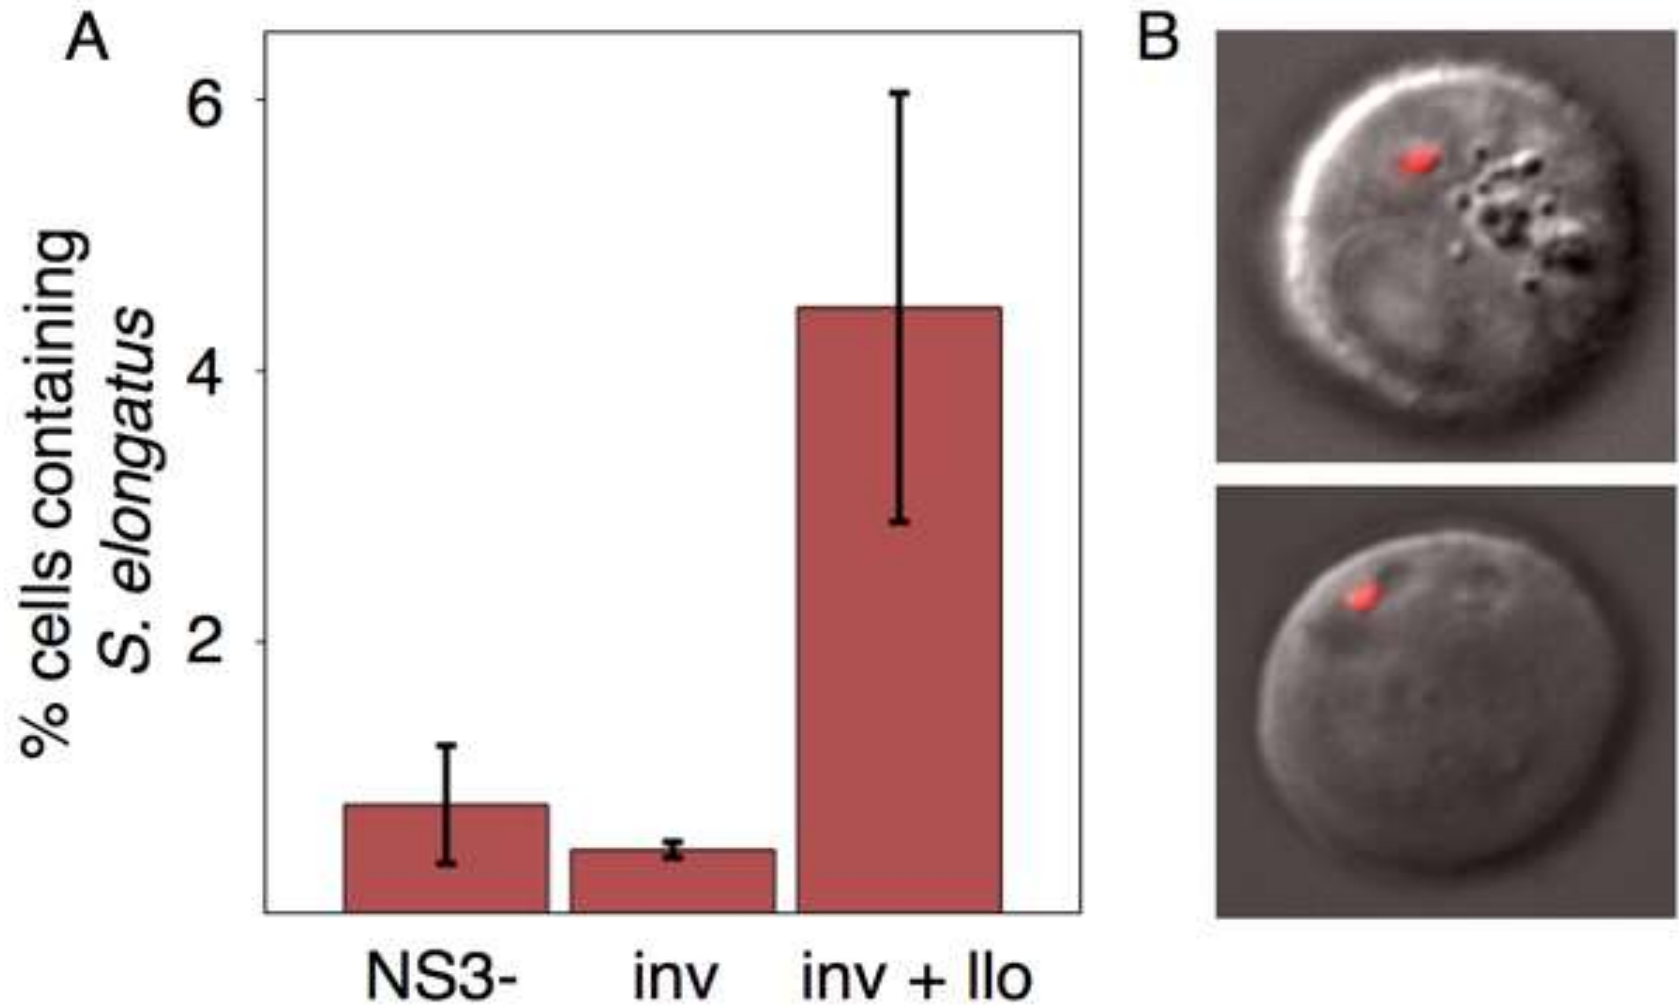 A
B
% cells containing
S. elongatus
6
4
2
NS3-
inv
inv + llo